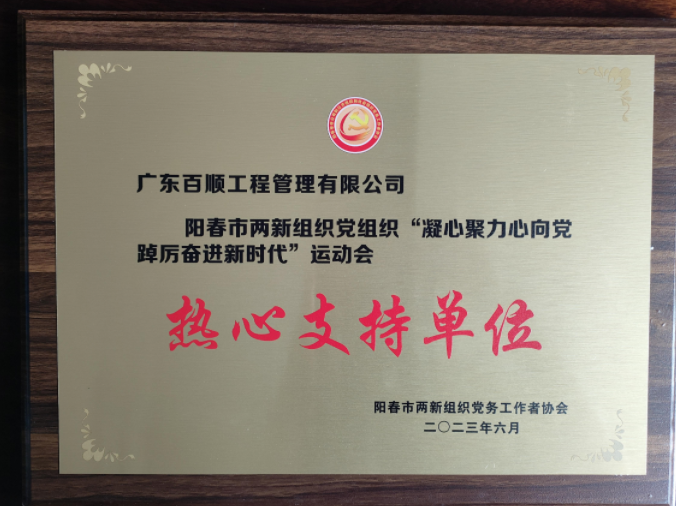 广东百顺工程管理有限公司
阳春市两新组织党组织“凝心聚力心向党
踔厉奋进新时代”运动会
热心支持单位
阳春市两新组织党务工作者协会
二〇二三年六月